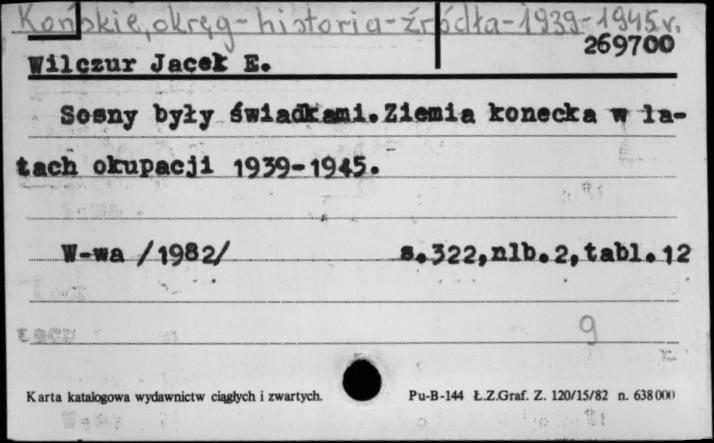 Końskie, okręg - historia - źródła - 1939-1945 r.
269700
Wilczur Jacek E.
Sosny były świadkami. Ziemia konecka w la-
tach okupacji 1939-1945.
W-wa /1982/ s.322,nlb.2,tabl.12
9
Karta katalogowa wydawnictw ciągłych i zwartych. Pu-B-144 Ł.Z.Graf. Z. 120/15/82 n. 638 000